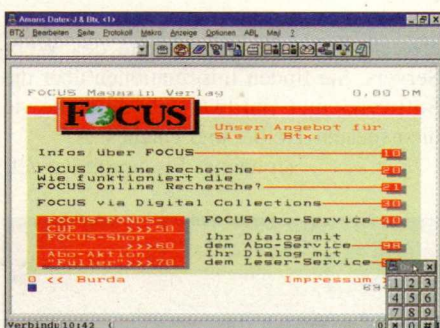 Amaris Datex-J & Btx <1>
BTX Bearbeiten Seite Protokoll Makro Anzeige Optionen ABL Mail ?
FOCUS Magazin Verlag 0,00 DM
FOCUS
Unser Angebot für
Sie in Btx:
Infos über FOCUS 10
FOCUS Online Recherche 20
Wie funktioniert die
FOCUS Online Recherche? 21
FOCUS via Digital Collections 30
FOCUS-FONDS-
CUP >>>50
FOCUS-Shop
>>>60
Abo-Aktion
"Füller">>>70
FOCUS Abo-Service 40
Ihr Dialog mit
dem Abo-Service 98
Ihr Dialog mit
dem Leser-Service
0 << Burda Impressum
1 2 3
4 5 6
7 8 9
* 0 #
Verbindg 10:42